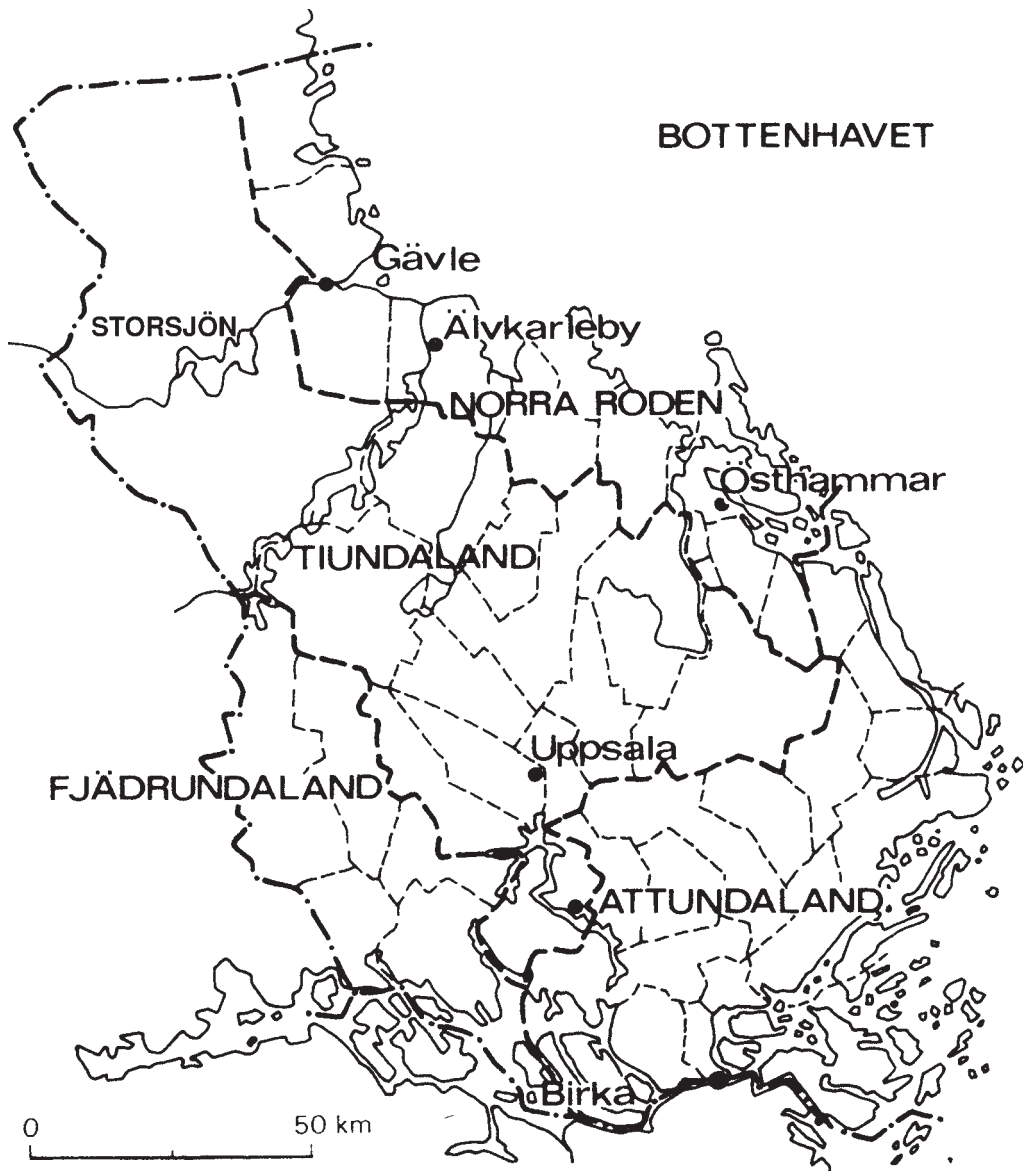 BOTTENHAVET
Gävle
STORSJÖN
Älvkarleby
NORRA RODEN
Östhammar
TIUNDALAND
Uppsala
FJÄDRUNDALAND
ATTUNDALAND
Birka
0 50 km